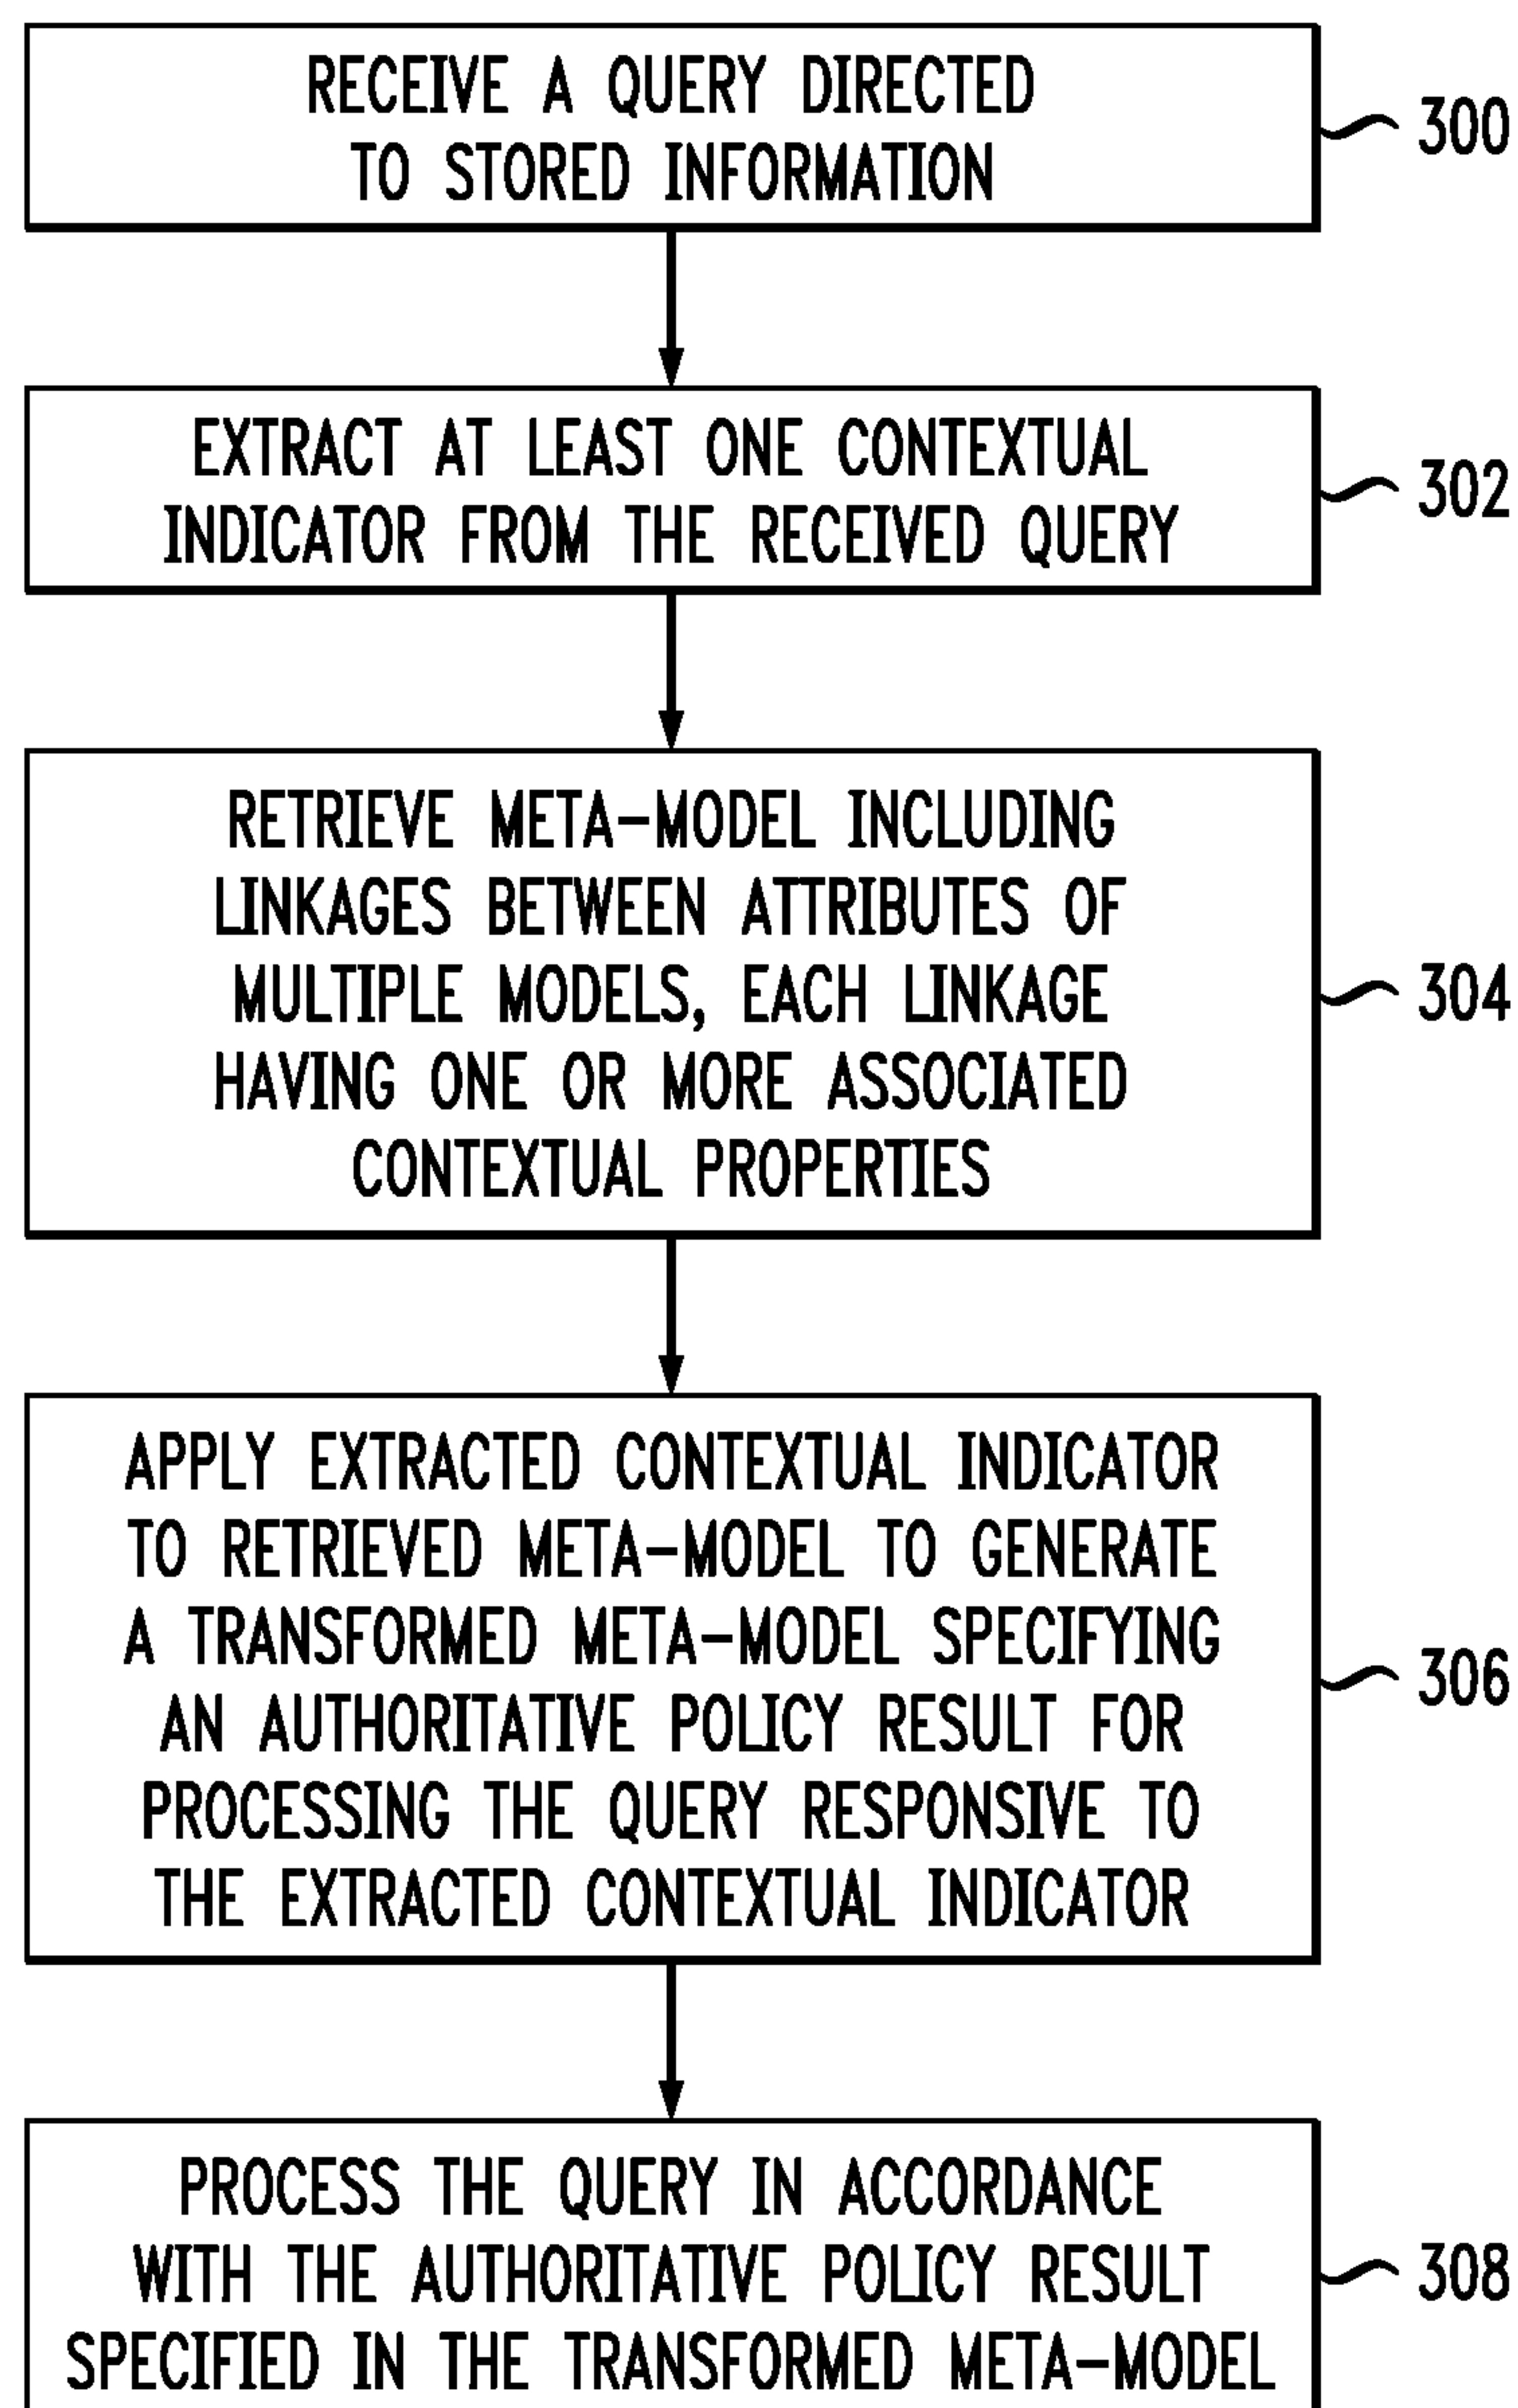 RECEIVE A QUERY DIRECTED
TO STORED INFORMATION
300
EXTRACT AT LEAST ONE CONTEXTUAL
INDICATOR FROM THE RECEIVED QUERY
302
RETRIEVE META-MODEL INCLUDING
LINKAGES BETWEEN ATTRIBUTES OF
MULTIPLE MODELS, EACH LINKAGE
HAVING ONE OR MORE ASSOCIATED
CONTEXTUAL PROPERTIES
304
APPLY EXTRACTED CONTEXTUAL INDICATOR
TO RETRIEVED META-MODEL TO GENERATE
A TRANSFORMED META-MODEL SPECIFYING
AN AUTHORITATIVE POLICY RESULT FOR
PROCESSING THE QUERY RESPONSIVE TO
THE EXTRACTED CONTEXTUAL INDICATOR
306
PROCESS THE QUERY IN ACCORDANCE
WITH THE AUTHORITATIVE POLICY RESULT
SPECIFIED IN THE TRANSFORMED META-MODEL
308